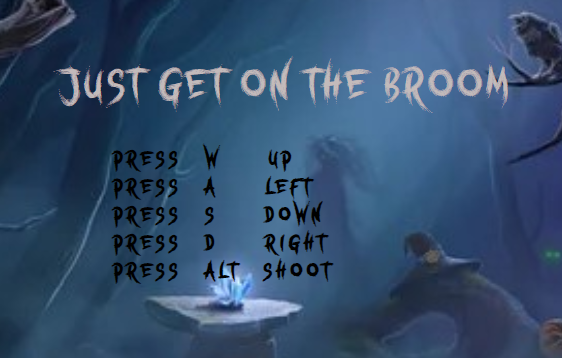 JUST GET ON THE BROOM
PRESS W UP
PRESS A LEFT
PRESS S DOWN
PRESS D RIGHT
PRESS ALT SHOOT